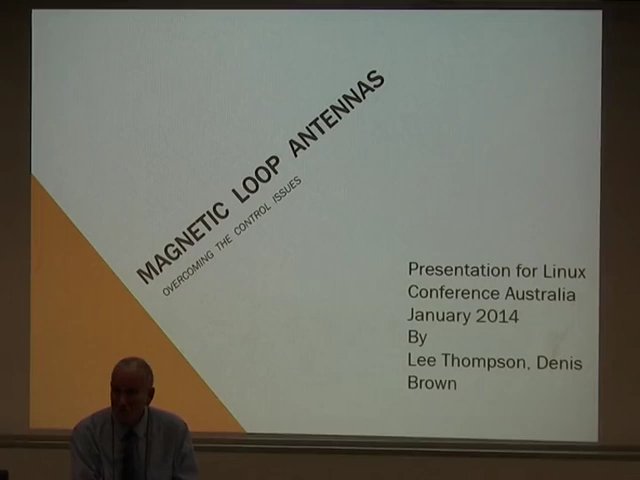 MAGNETIC LOOP ANTENNAS
OVERCOMING THE CONTROL ISSUES
Presentation for Linux
Conference Australia
January 2014
By
Lee Thompson, Denis
Brown